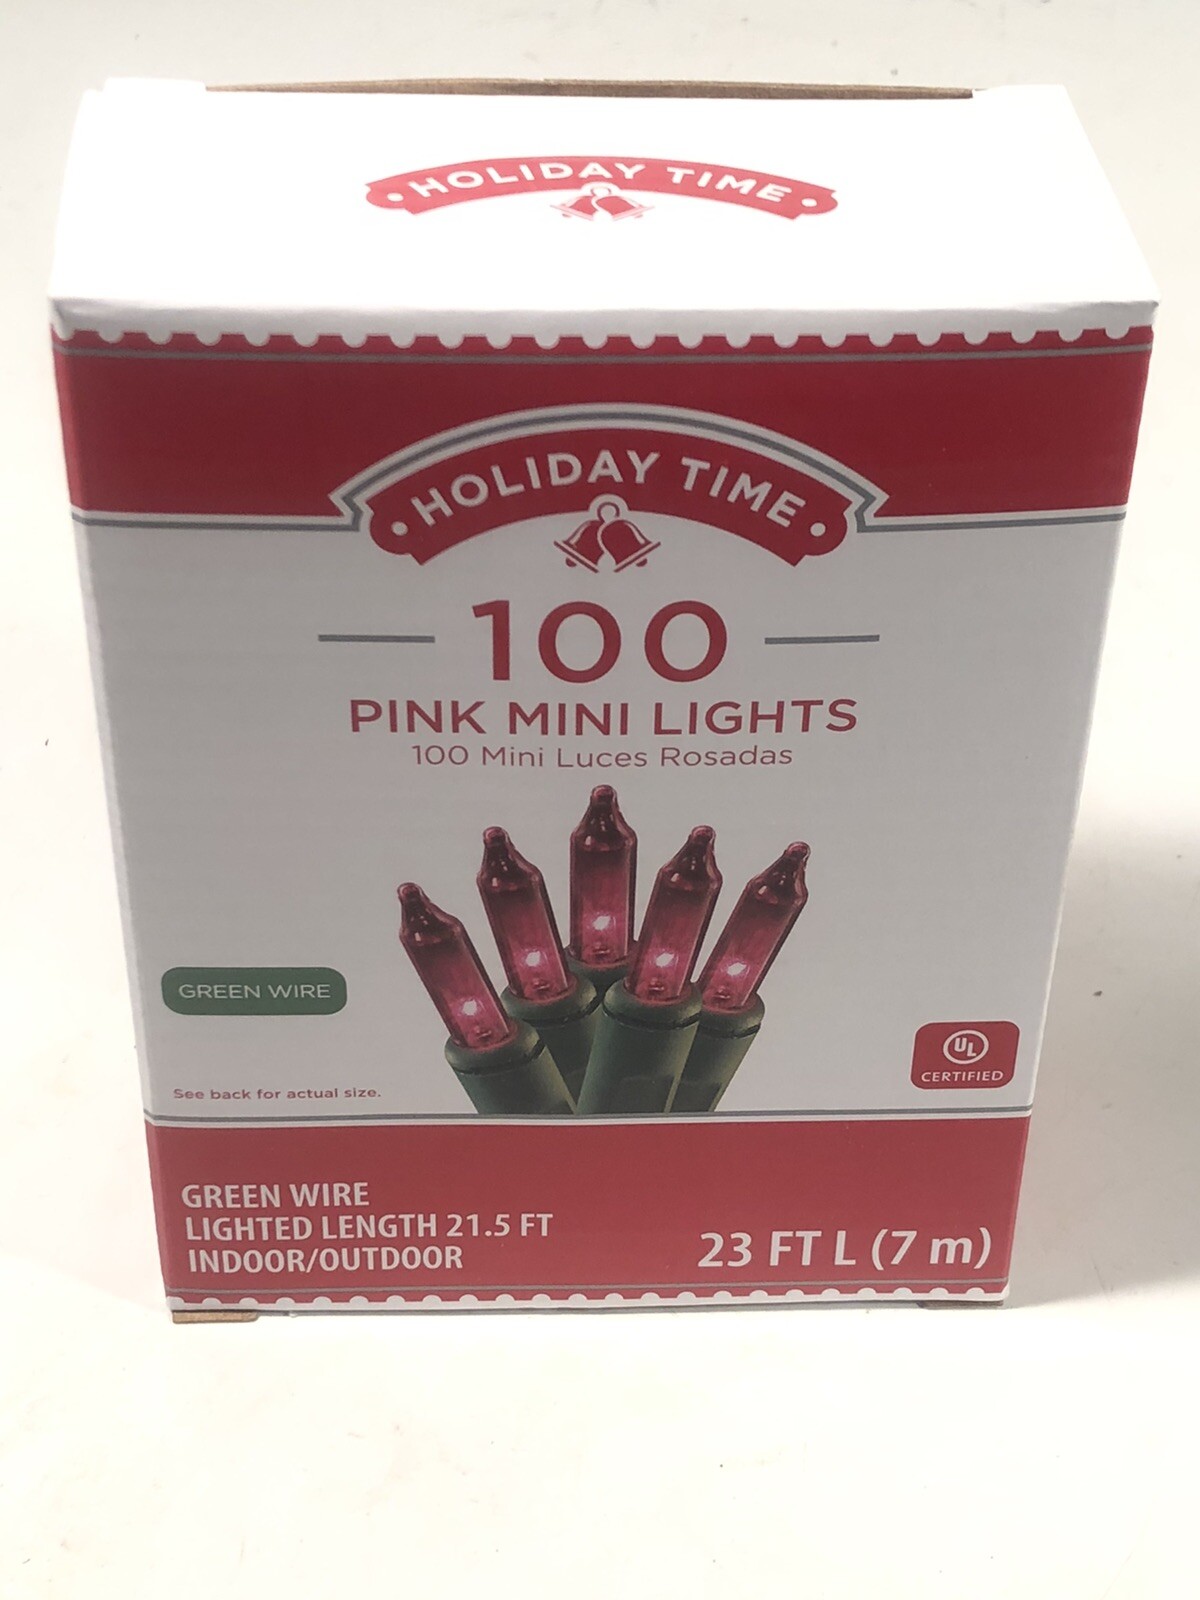 HOLIDAY TIME
HOLIDAY TIME
100
PINK MINI LIGHTS
100 Mini Luces Rosadas
GREEN WIRE
UL
CERTIFIED
See back for actual size.
GREEN WIRE
LIGHTED LENGTH 21.5 FT
INDOOR/OUTDOOR
23 FT L (7 m)